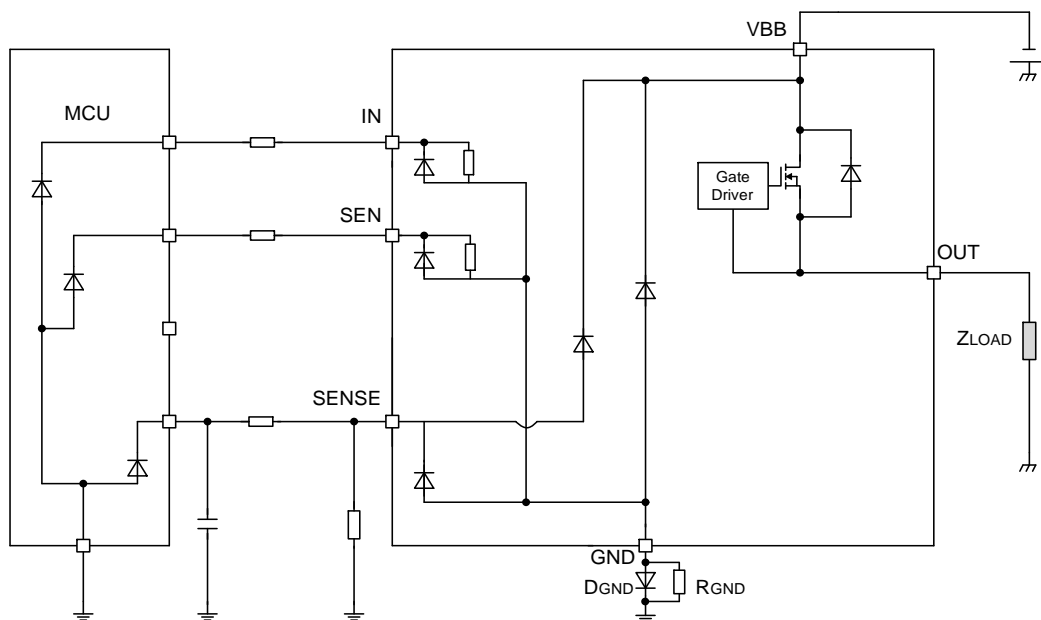 VBB
MCU
IN
Gate
Driver
SEN
OUT
ZLOAD
SENSE
GND
DGND
RGND